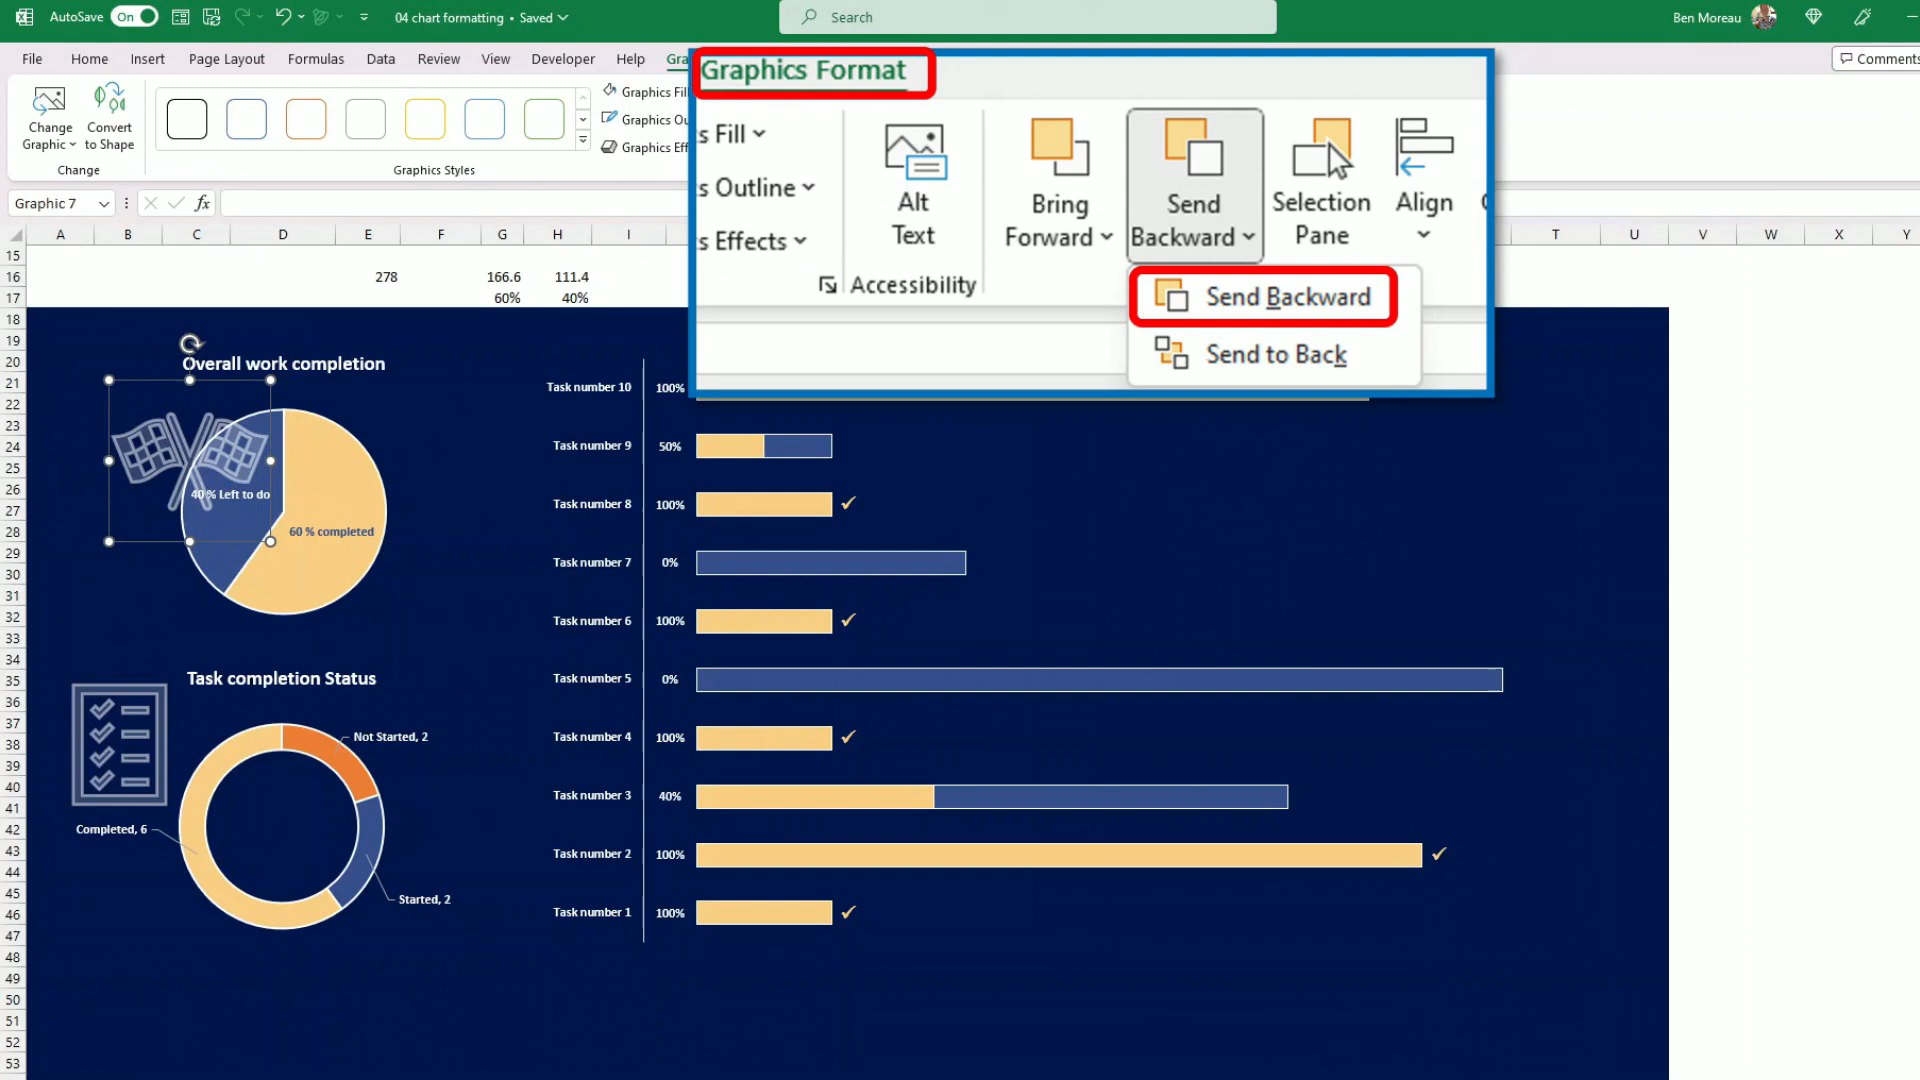 AutoSave On 04 chart formatting • Saved Search Ben Moreau
File Home Insert Page Layout Formulas Data Review View Developer Help Gra Comments
Change Graphic
Convert to Shape
Change
Graphics Fill
Graphics Ou
Graphics Eff
Graphics Styles
Graphics Format
s Fill
s Outline
s Effects
Alt Text
Accessibility
Bring Forward
Send Backward
Selection Pane
Align
Send Backward
Send to Back
Graphic 7 fx
A B C D E F G H I T U V W X Y
15
16 278 166.6 111.4
17 60% 40%
18
19
20
21
22
23
24
25
26
27
28
29
30
31
32
33
34
35
36
37
38
39
40
41
42
43
44
45
46
47
48
49
50
51
52
53
Overall work completion
40 % Left to do
60 % completed
Task completion Status
Not Started, 2
Completed, 6
Started, 2
Task number 10 100%
Task number 9 50%
Task number 8 100% ✓
Task number 7 0%
Task number 6 100% ✓
Task number 5 0%
Task number 4 100% ✓
Task number 3 40%
Task number 2 100% ✓
Task number 1 100% ✓